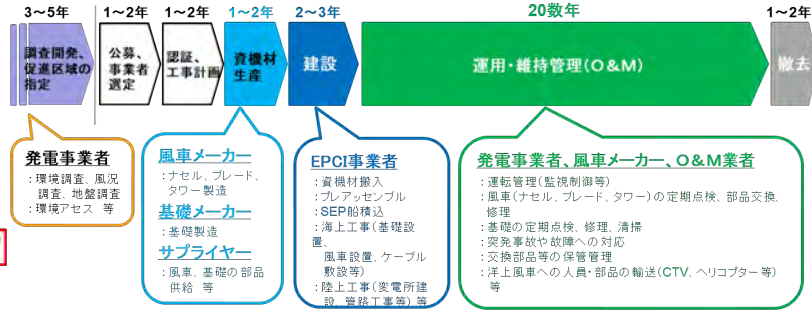 3～5年 1～2年 1～2年 1～2年 2～3年 20数年 1～2年
調査開発、
促進区域の
指定
公募、
事業者
選定
認証、
工事計画
資機材
生産
建設
運用・維持管理（O＆M）
撤去
発電事業者
：環境調査、風況
調査、地盤調査
：環境アセス 等
風車メーカー
：ナセル、ブレード、
タワー製造
基礎メーカー
：基礎製造
サプライヤー
：風車、基礎の部品
供給 等
EPCI事業者
：資機材搬入
：プレアッセンブル
：SEP船積込
：海上工事（基礎設
置、
風車設置、ケーブル
敷設等）
：陸上工事（変電所建
設、管路工事等） 等
発電事業者、風車メーカー、O＆M業者
：運転管理（監視制御等）
：風車（ナセル、ブレード、タワー）の定期点検、部品交換、
修理
：基礎の定期点検、修理、清掃
：突発事故や故障への対応
：交換部品等の保管管理
：洋上風車への人員・部品の輸送（CTV、ヘリコプター等）
等